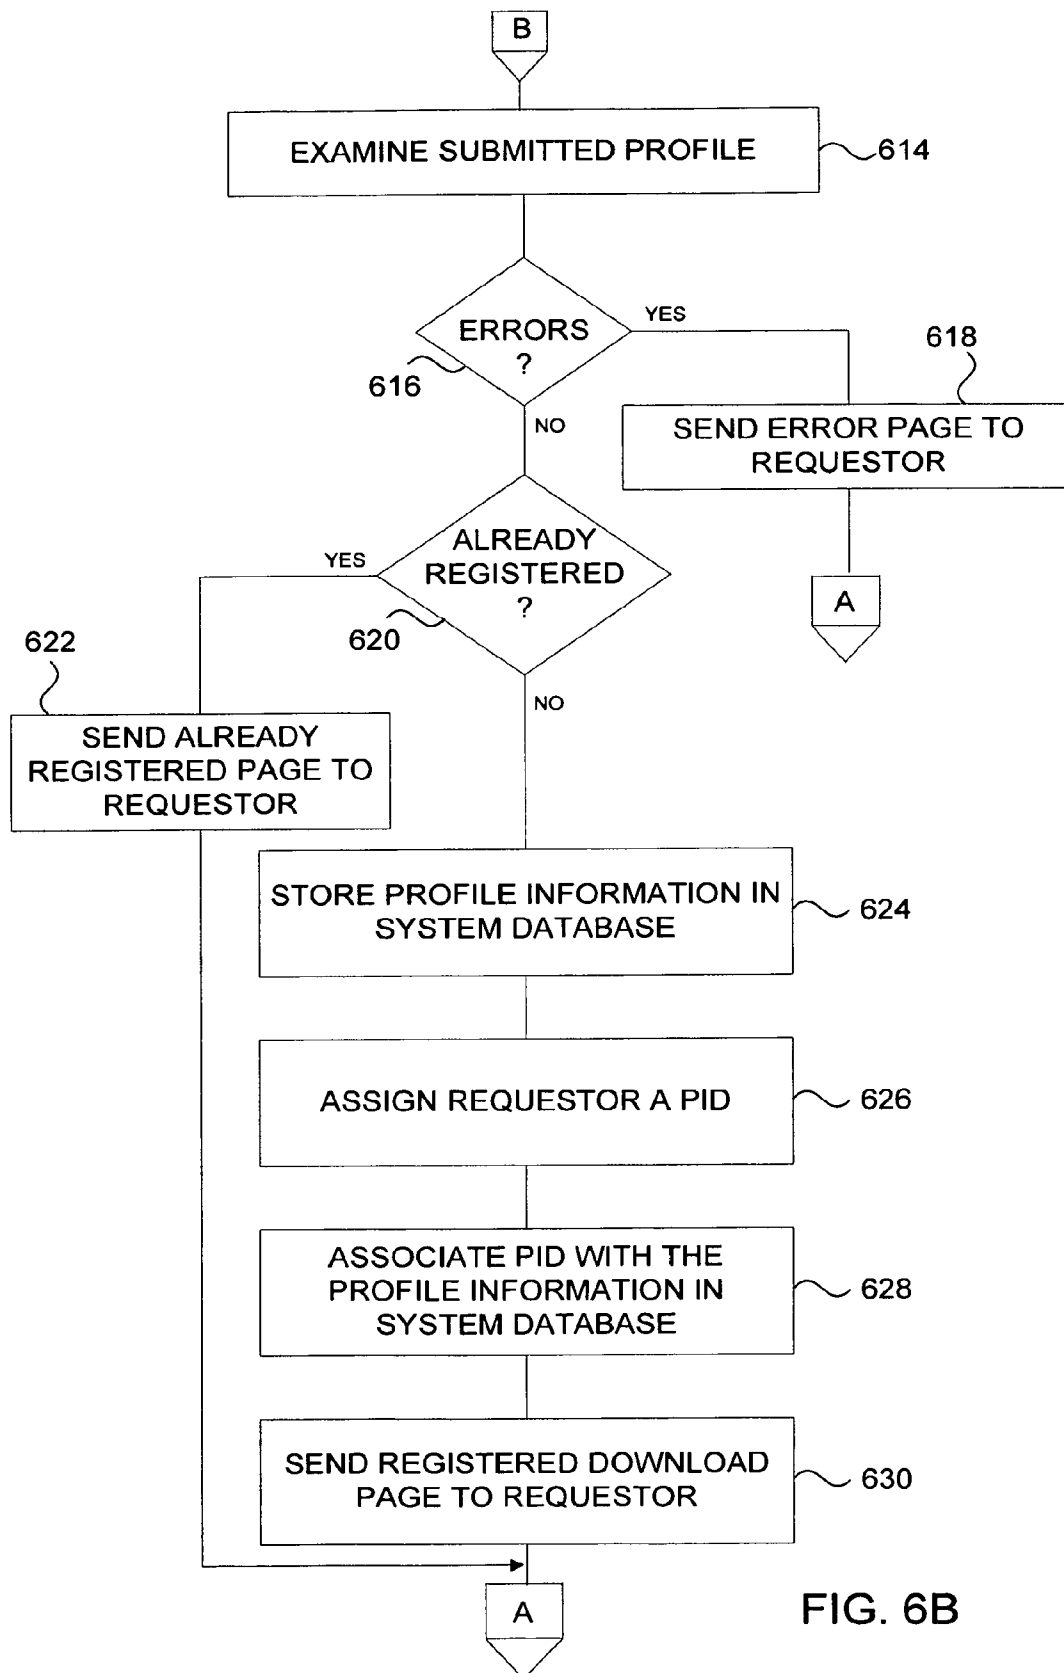 B
EXAMINE SUBMITTED PROFILE
614
ERRORS
?
YES
616
618
NO
SEND ERROR PAGE TO
REQUESTOR
ALREADY
REGISTERED
?
YES
620
A
622
NO
SEND ALREADY
REGISTERED PAGE TO
REQUESTOR
STORE PROFILE INFORMATION IN
SYSTEM DATABASE
624
ASSIGN REQUESTOR A PID
626
ASSOCIATE PID WITH THE
PROFILE INFORMATION IN
SYSTEM DATABASE
628
SEND REGISTERED DOWNLOAD
PAGE TO REQUESTOR
630
A
FIG. 6B